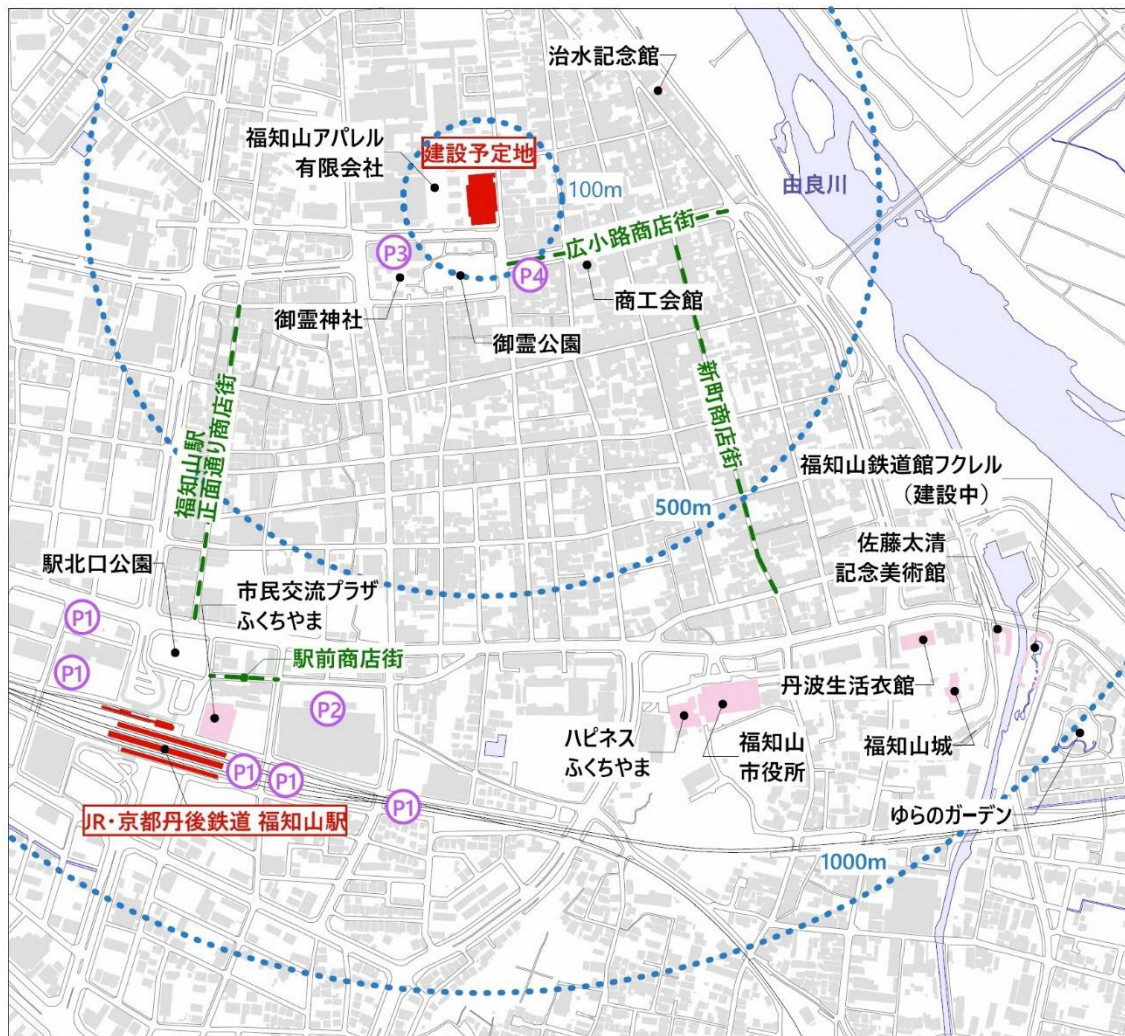 治水記念館
福知山アパレル
有限会社
建設予定地
100m
由良川
広小路商店街
P3
P4
商工会館
御霊神社
御霊公園
福知山駅
正面通り商店街
新町商店街
500m
福知山鉄道館フクレル
（建設中）
佐藤太清
記念美術館
駅北口公園
市民交流プラザ
ふくちやま
P1
P1
駅前商店街
P2
丹波生活衣館
ハピネス
ふくちやま
福知山
市役所
福知山城
P1
P1
P1
JR・京都丹後鉄道 福知山駅
ゆらのガーデン
1000m